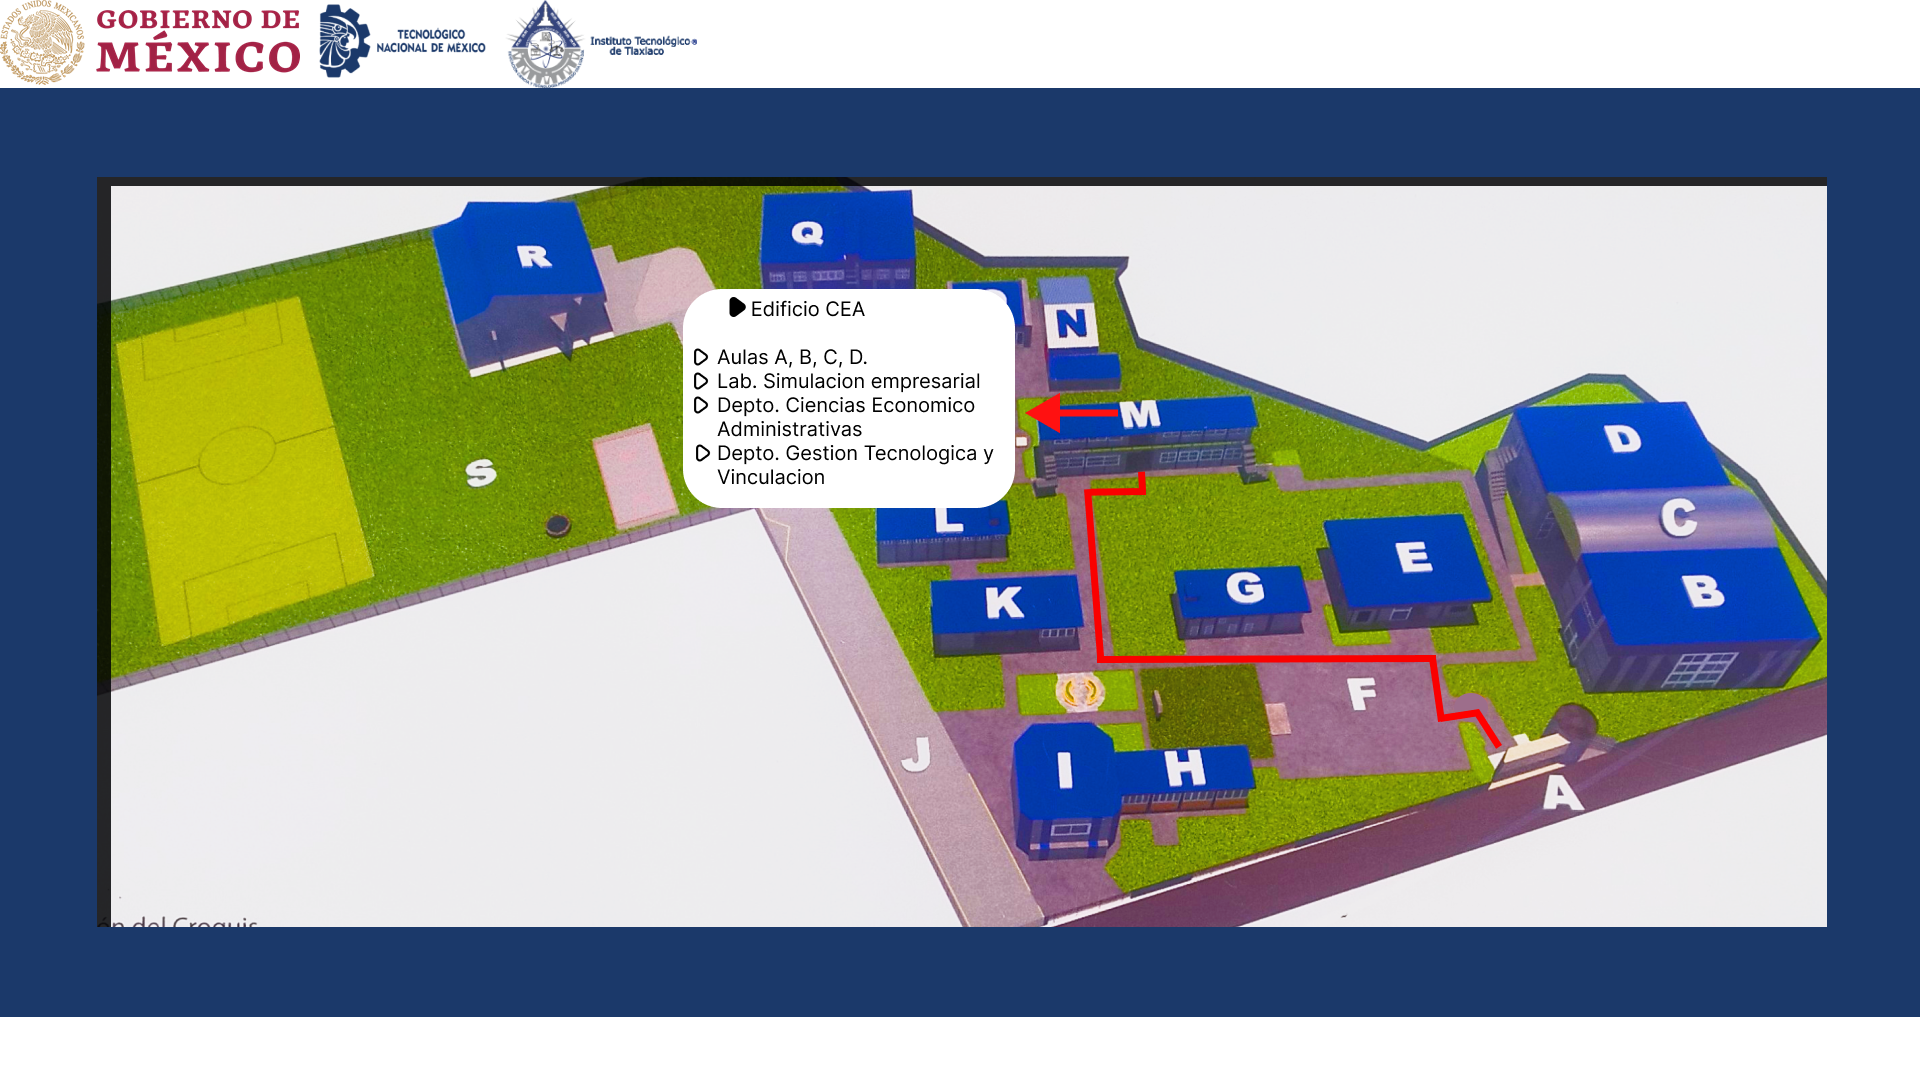 GOBIERNO DE
MÉXICO
TECNOLÓGICO
NACIONAL DE MÉXICO
Instituto Tecnológico®
de Tlaxiaco
R
Q
N
Edificio CEA
Aulas A, B, C, D.
Lab. Simulacion empresarial
Depto. Ciencias Economico
Administrativas
Depto. Gestion Tecnologica y
Vinculacion
M
D
S
C
L
E
G
B
K
F
J
I
H
A
ón del Croquis